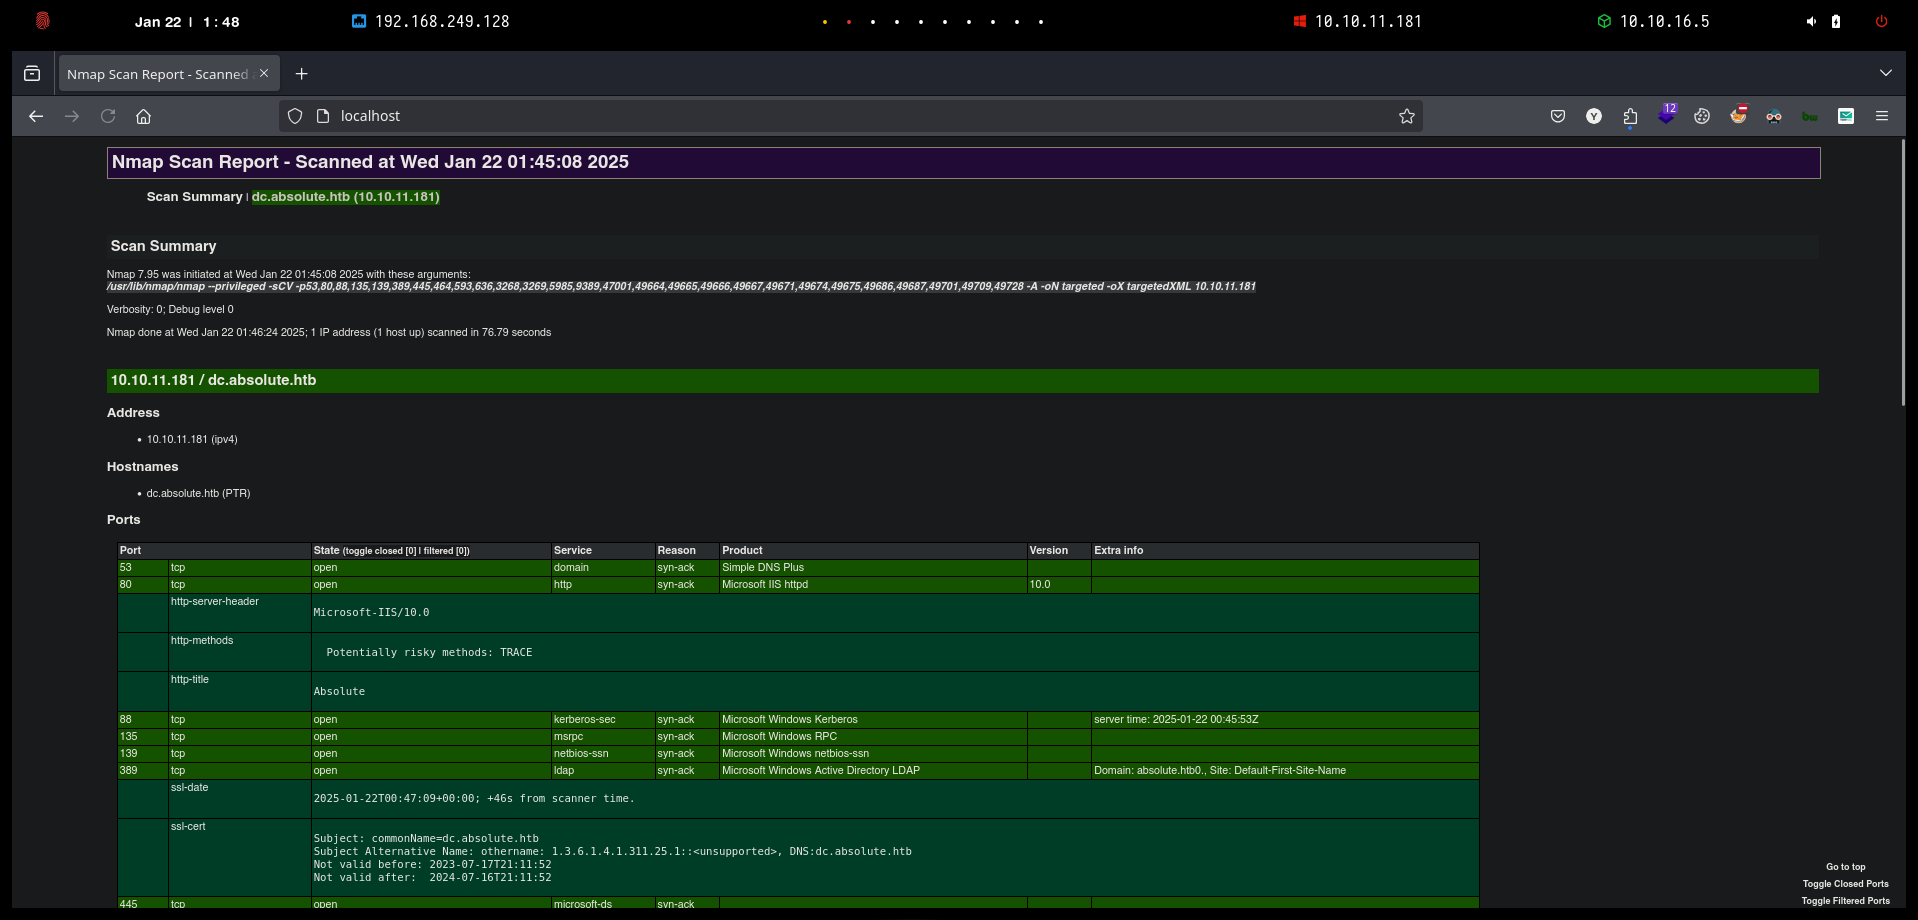 Jan 22 | 1:48 192.168.249.128 10.10.11.181 10.10.16.5
Nmap Scan Report - Scanned
localhost
12
Y
bw
Nmap Scan Report - Scanned at Wed Jan 22 01:45:08 2025
Scan Summary | dc.absolute.htb (10.10.11.181)
Scan Summary
Nmap 7.95 was initiated at Wed Jan 22 01:45:08 2025 with these arguments:
/usr/lib/nmap/nmap --privileged -sCV -p53,80,88,135,139,389,445,464,593,636,3268,3269,5985,9389,47001,49664,49665,49666,49667,49671,49674,49675,49686,49687,49701,49709,49728 -A -oN targeted -oX targetedXML 10.10.11.181
Verbosity: 0; Debug level 0
Nmap done at Wed Jan 22 01:46:24 2025; 1 IP address (1 host up) scanned in 76.79 seconds
10.10.11.181 / dc.absolute.htb
Address
• 10.10.11.181 (ipv4)
Hostnames
• dc.absolute.htb (PTR)
Ports
Port State (toggle closed [0] | filtered [0]) Service Reason Product Version Extra info
53 tcp open domain syn-ack Simple DNS Plus
80 tcp open http syn-ack Microsoft IIS httpd 10.0
http-server-header
Microsoft-IIS/10.0
http-methods
Potentially risky methods: TRACE
http-title
Absolute
88 tcp open kerberos-sec syn-ack Microsoft Windows Kerberos server time: 2025-01-22 00:45:53Z
135 tcp open msrpc syn-ack Microsoft Windows RPC
139 tcp open netbios-ssn syn-ack Microsoft Windows netbios-ssn
389 tcp open ldap syn-ack Microsoft Windows Active Directory LDAP Domain: absolute.htb0., Site: Default-First-Site-Name
ssl-date
2025-01-22T00:47:09+00:00; +46s from scanner time.
ssl-cert
Subject: commonName=dc.absolute.htb
Subject Alternative Name: othername: 1.3.6.1.4.1.311.25.1::<unsupported>, DNS:dc.absolute.htb
Not valid before: 2023-07-17T21:11:52
Not valid after: 2024-07-16T21:11:52
445 tcp open microsoft-ds syn-ack
Go to top
Toggle Closed Ports
Toggle Filtered Ports